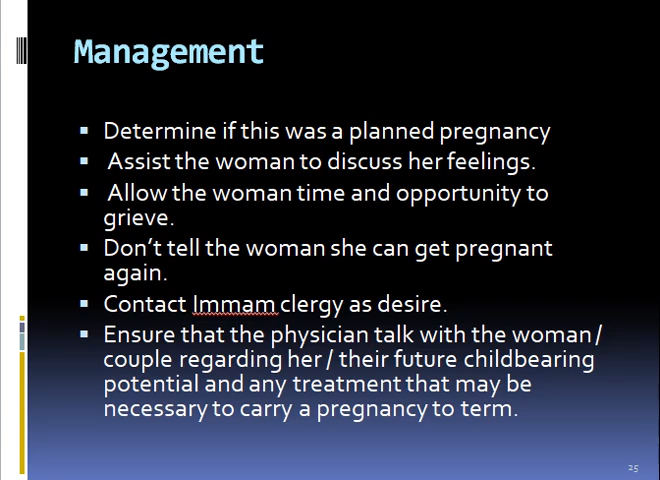 Management
Determine if this was a planned pregnancy
Assist the woman to discuss her feelings.
Allow the woman time and opportunity to
grieve.
Don't tell the woman she can get pregnant
again.
Contact Immam clergy as desire.
Ensure that the physician talk with the woman /
couple regarding her / their future childbearing
potential and any treatment that may be
necessary to carry a pregnancy to term.
25